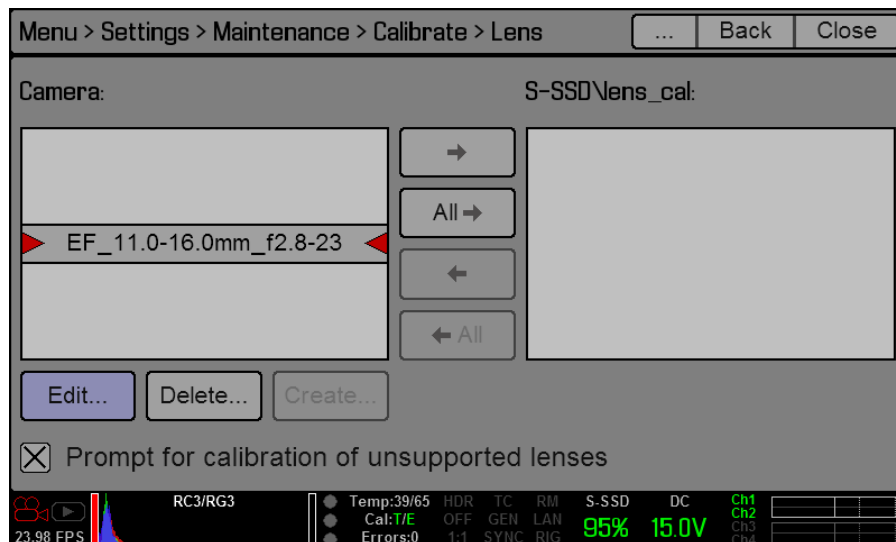 Menu > Settings > Maintenance > Calibrate > Lens
...
Back
Close
Camera:
S-SSD\lens_cal:
EF_11.0-16.0mm_f2.8-23
All
All
Edit...
Delete...
Create...
Prompt for calibration of unsupported lenses
23.98 FPS
RC3/RG3
Temp:39/65
Cal:T/E
Errors:0
HDR TC RM
OFF GEN LAN
1:1 SYNC RIG
S-SSD
95%
DC
15.0V
Ch1
Ch2
Ch3
Ch4